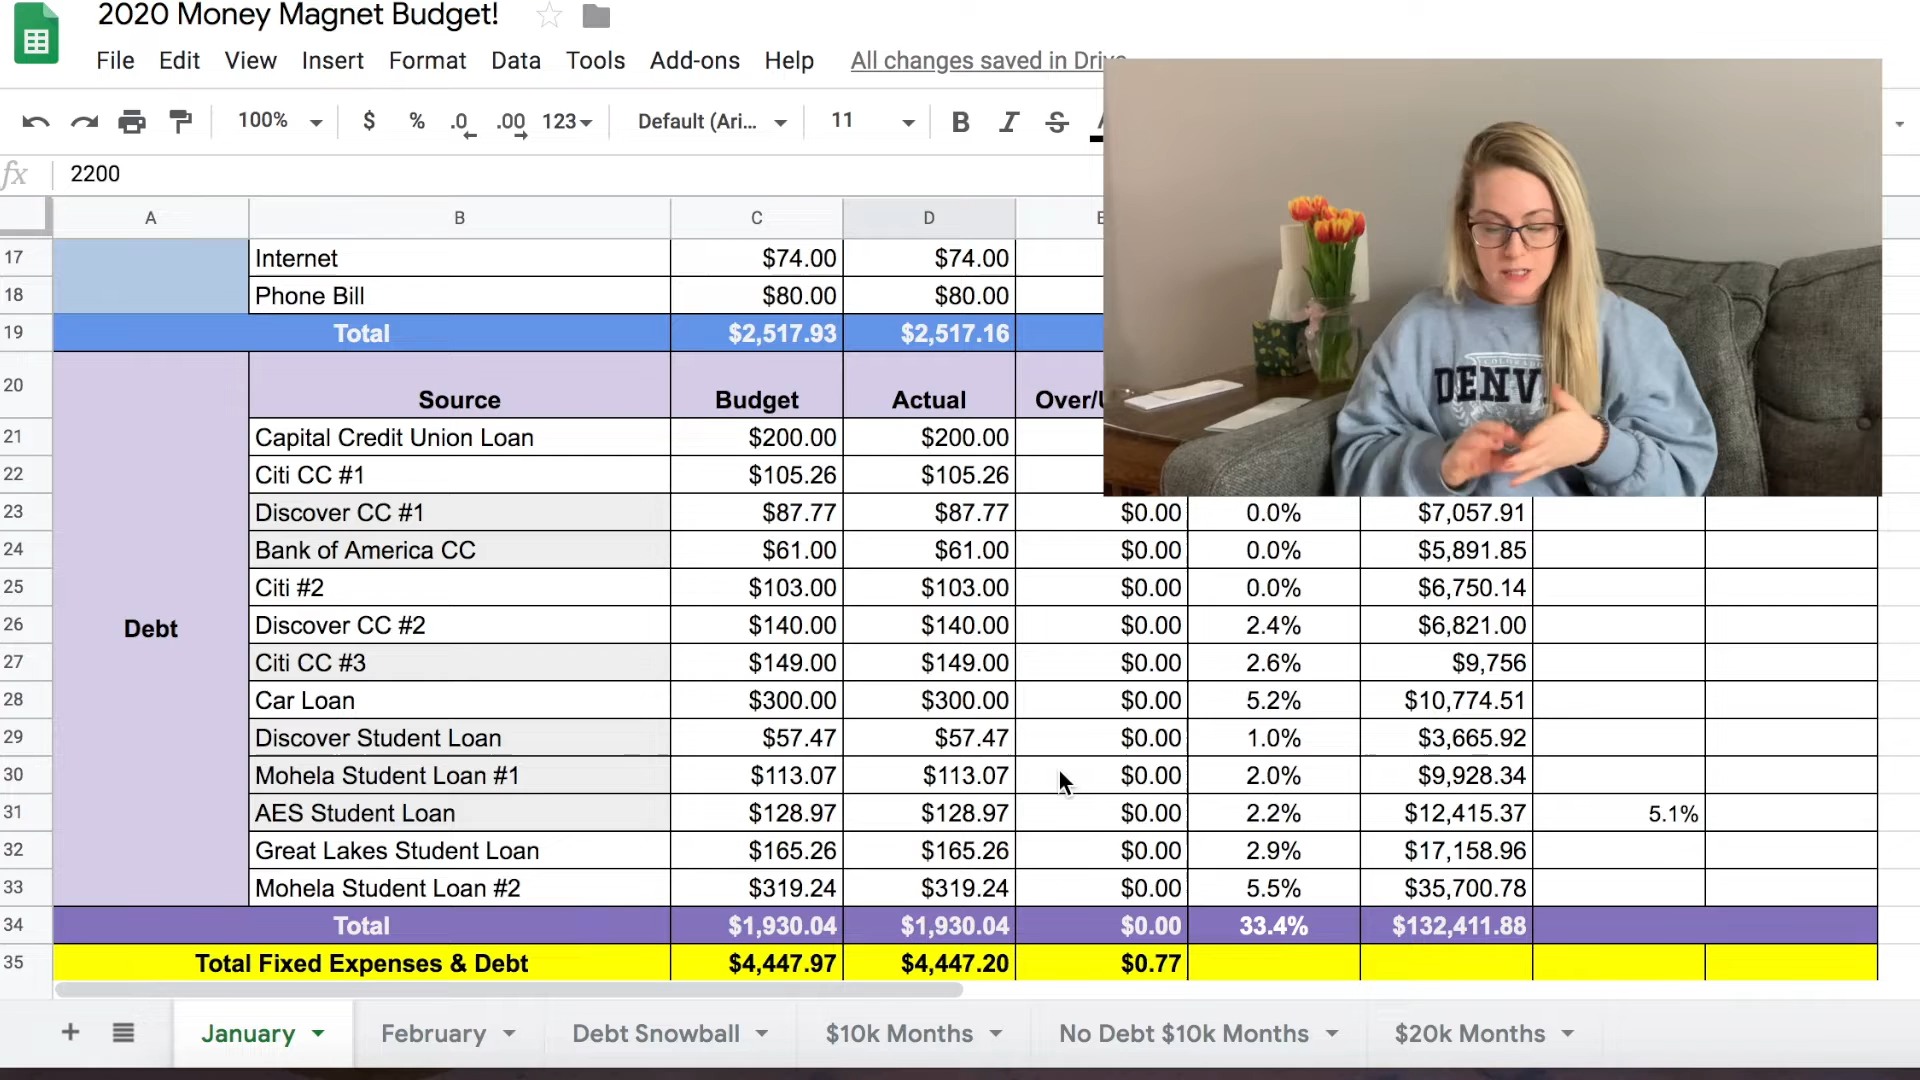 2020 Money Magnet Budget!
File Edit View Insert Format Data Tools Add-ons Help All changes saved in Drive
100% $ % .0 .00 123 Default (Ari... 11 B I S
fx 2200
A B C D
17 Internet $74.00 $74.00
18 Phone Bill $80.00 $80.00
19 Total $2,517.93 $2,517.16
20 Source Budget Actual
21 Capital Credit Union Loan $200.00 $200.00
22 Citi CC #1 $105.26 $105.26
23 Discover CC #1 $87.77 $87.77 $0.00 0.0% $7,057.91
24 Bank of America CC $61.00 $61.00 $0.00 0.0% $5,891.85
25 Citi #2 $103.00 $103.00 $0.00 0.0% $6,750.14
26 Debt Discover CC #2 $140.00 $140.00 $0.00 2.4% $6,821.00
27 Citi CC #3 $149.00 $149.00 $0.00 2.6% $9,756
28 Car Loan $300.00 $300.00 $0.00 5.2% $10,774.51
29 Discover Student Loan $57.47 $57.47 $0.00 1.0% $3,665.92
30 Mohela Student Loan #1 $113.07 $113.07 $0.00 2.0% $9,928.34
31 AES Student Loan $128.97 $128.97 $0.00 2.2% $12,415.37 5.1%
32 Great Lakes Student Loan $165.26 $165.26 $0.00 2.9% $17,158.96
33 Mohela Student Loan #2 $319.24 $319.24 $0.00 5.5% $35,700.78
34 Total $1,930.04 $1,930.04 $0.00 33.4% $132,411.88
35 Total Fixed Expenses & Debt $4,447.97 $4,447.20 $0.77
January February Debt Snowball $10k Months No Debt $10k Months $20k Months
DENV